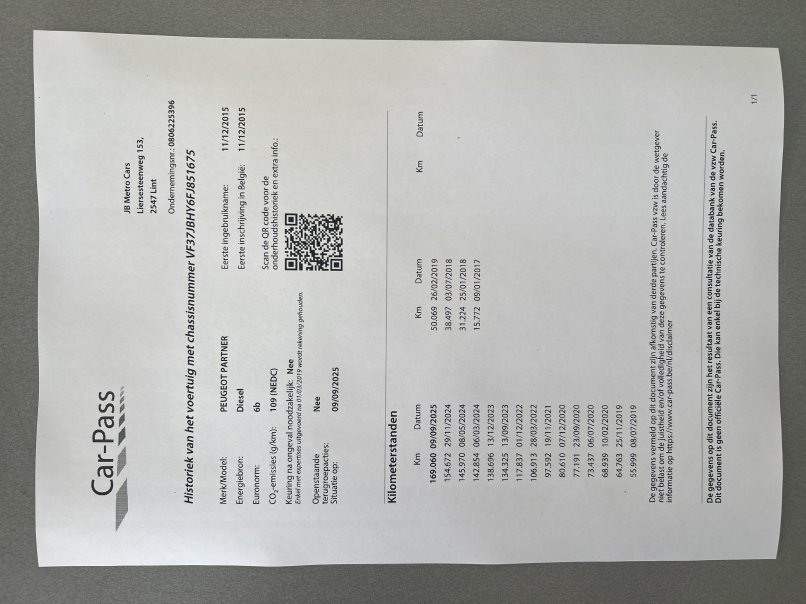 Car-Pass
JB Metro Cars
Liersesteenweg 153,
2547 Lint
Ondernemingsnr.: 0806225396
Historiek van het voertuig met chassisnummer VF37JBHY6FJ851675
Merk/Model: PEUGEOT PARTNER
Energiebron: Diesel
Euronorm: 6b
CO2-emissies (g/km): 109 (NEDC)
Keuring na ongeval noodzakelijk: Nee
Enkel met expertises uitgevoerd na 01/03/2019 wordt rekening gehouden.
Openstaande Nee
terugroepacties:
Situatie op: 09/09/2025
Eerste ingebruikname: 11/12/2015
Eerste inschrijving in België: 11/12/2015
Scan de QR code voor de
onderhoudshistoriek en extra info.:
Kilometerstanden
Km Datum
169.060 09/09/2025
154.672 29/11/2024
145.970 08/05/2024
142.854 06/03/2024
138.696 13/12/2023
134.325 13/09/2023
117.837 01/12/2022
106.913 28/03/2022
97.592 19/11/2021
80.610 07/12/2020
77.191 23/09/2020
73.437 06/07/2020
68.939 10/02/2020
64.763 25/11/2019
55.999 08/07/2019
Km Datum
50.069 26/02/2019
38.497 03/07/2018
31.224 25/01/2018
15.772 09/01/2017
Km Datum
De gegevens vermeld op dit document zijn afkomstig van derde partijen. Car-Pass vzw is door de wetgever
niet belast om de juistheid en/of volledigheid van deze gegevens te controleren. Lees aandachtig de
informatie op https://www.car-pass.be/nl/disclaimer
De gegevens op dit document zijn het resultaat van een consultatie van de databank van de vzw Car-Pass.
Dit document is geen officiële Car-Pass. Die kan enkel bij de technische keuring bekomen worden.
1/1